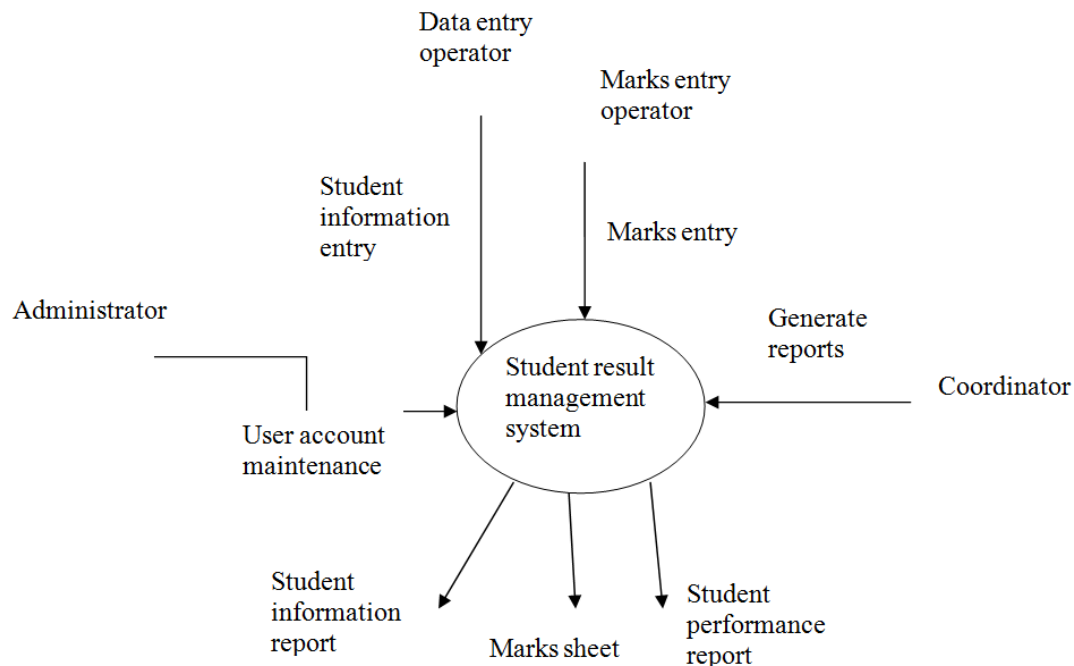 Data entry
operator
Marks entry
operator
Student
information
entry
Marks entry
Administrator
Generate
reports
Student result
management
system
Coordinator
User account
maintenance
Student
information
report
Marks sheet
Student
performance
report